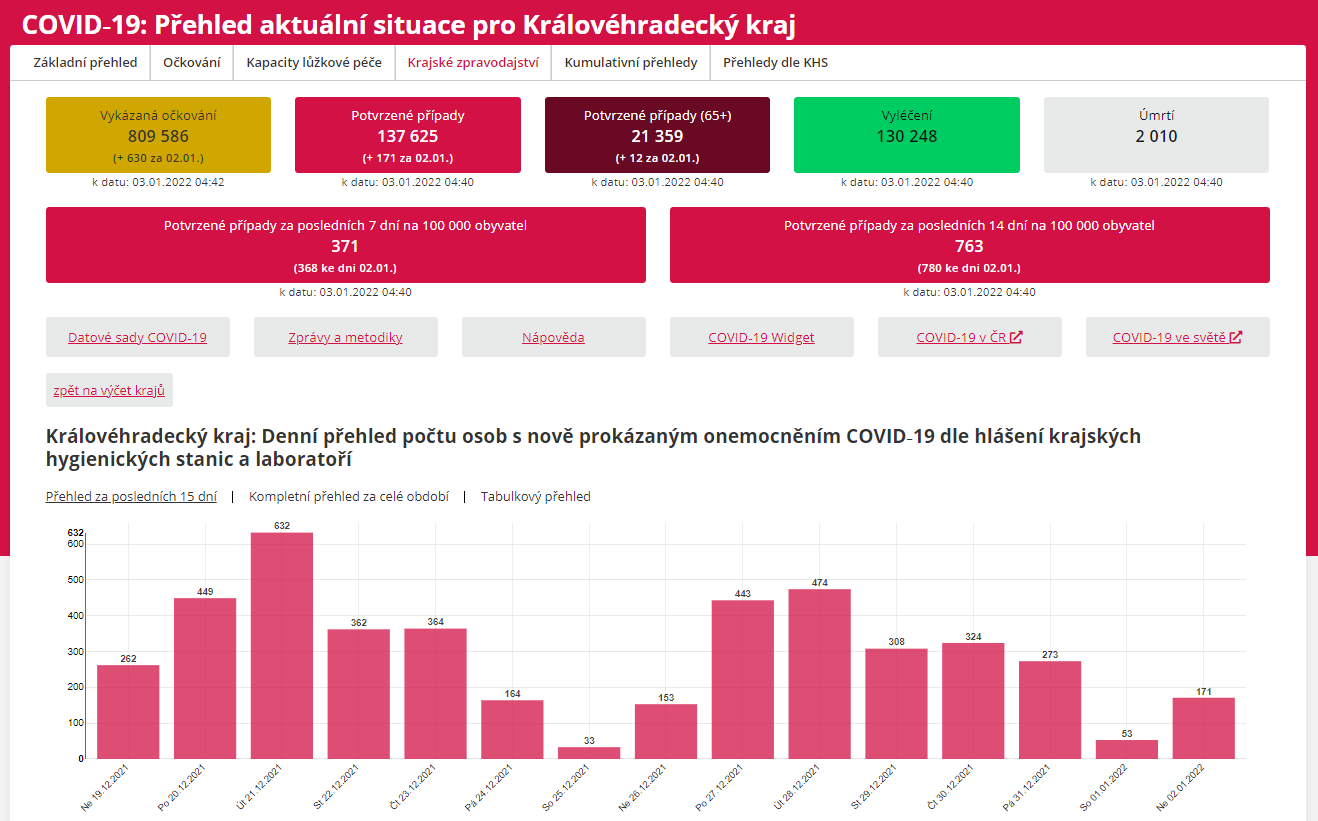 COVID-19: Přehled aktuální situace pro Královéhradecký kraj
Základní přehled
Očkování
Kapacity lůžkové péče
Krajské zpravodajství
Kumulativní přehledy
Přehledy dle KHS
Vykázaná očkování
809 586
(+ 630 za 02.01.)
k datu: 03.01.2022 04:42
Potvrzené případy
137 625
(+ 171 za 02.01.)
k datu: 03.01.2022 04:40
Potvrzené případy (65+)
21 359
(+ 12 za 02.01.)
k datu: 03.01.2022 04:40
Vyléčení
130 248
k datu: 03.01.2022 04:40
Úmrtí
2 010
k datu: 03.01.2022 04:40
Potvrzené případy za posledních 7 dní na 100 000 obyvatel
371
(368 ke dni 02.01.)
k datu: 03.01.2022 04:40
Potvrzené případy za posledních 14 dní na 100 000 obyvatel
763
(780 ke dni 02.01.)
k datu: 03.01.2022 04:40
Datové sady COVID-19
Zprávy a metodiky
Nápověda
COVID-19 Widget
COVID-19 v ČR
COVID-19 ve světě
zpět na výčet krajů
Královéhradecký kraj: Denní přehled počtu osob s nově prokázaným onemocněním COVID-19 dle hlášení krajských
hygienických stanic a laboratoří
Přehled za posledních 15 dní | Kompletní přehled za celé období | Tabulkový přehled
632
600
500
400
300
200
100
0
262
449
632
362
364
164
33
153
443
474
308
324
273
53
171
Ne 19.12.2021
Po 20.12.2021
Út 21.12.2021
St 22.12.2021
Čt 23.12.2021
Pá 24.12.2021
So 25.12.2021
Ne 26.12.2021
Po 27.12.2021
Út 28.12.2021
St 29.12.2021
Čt 30.12.2021
Pá 31.12.2021
So 01.01.2022
Ne 02.01.2022